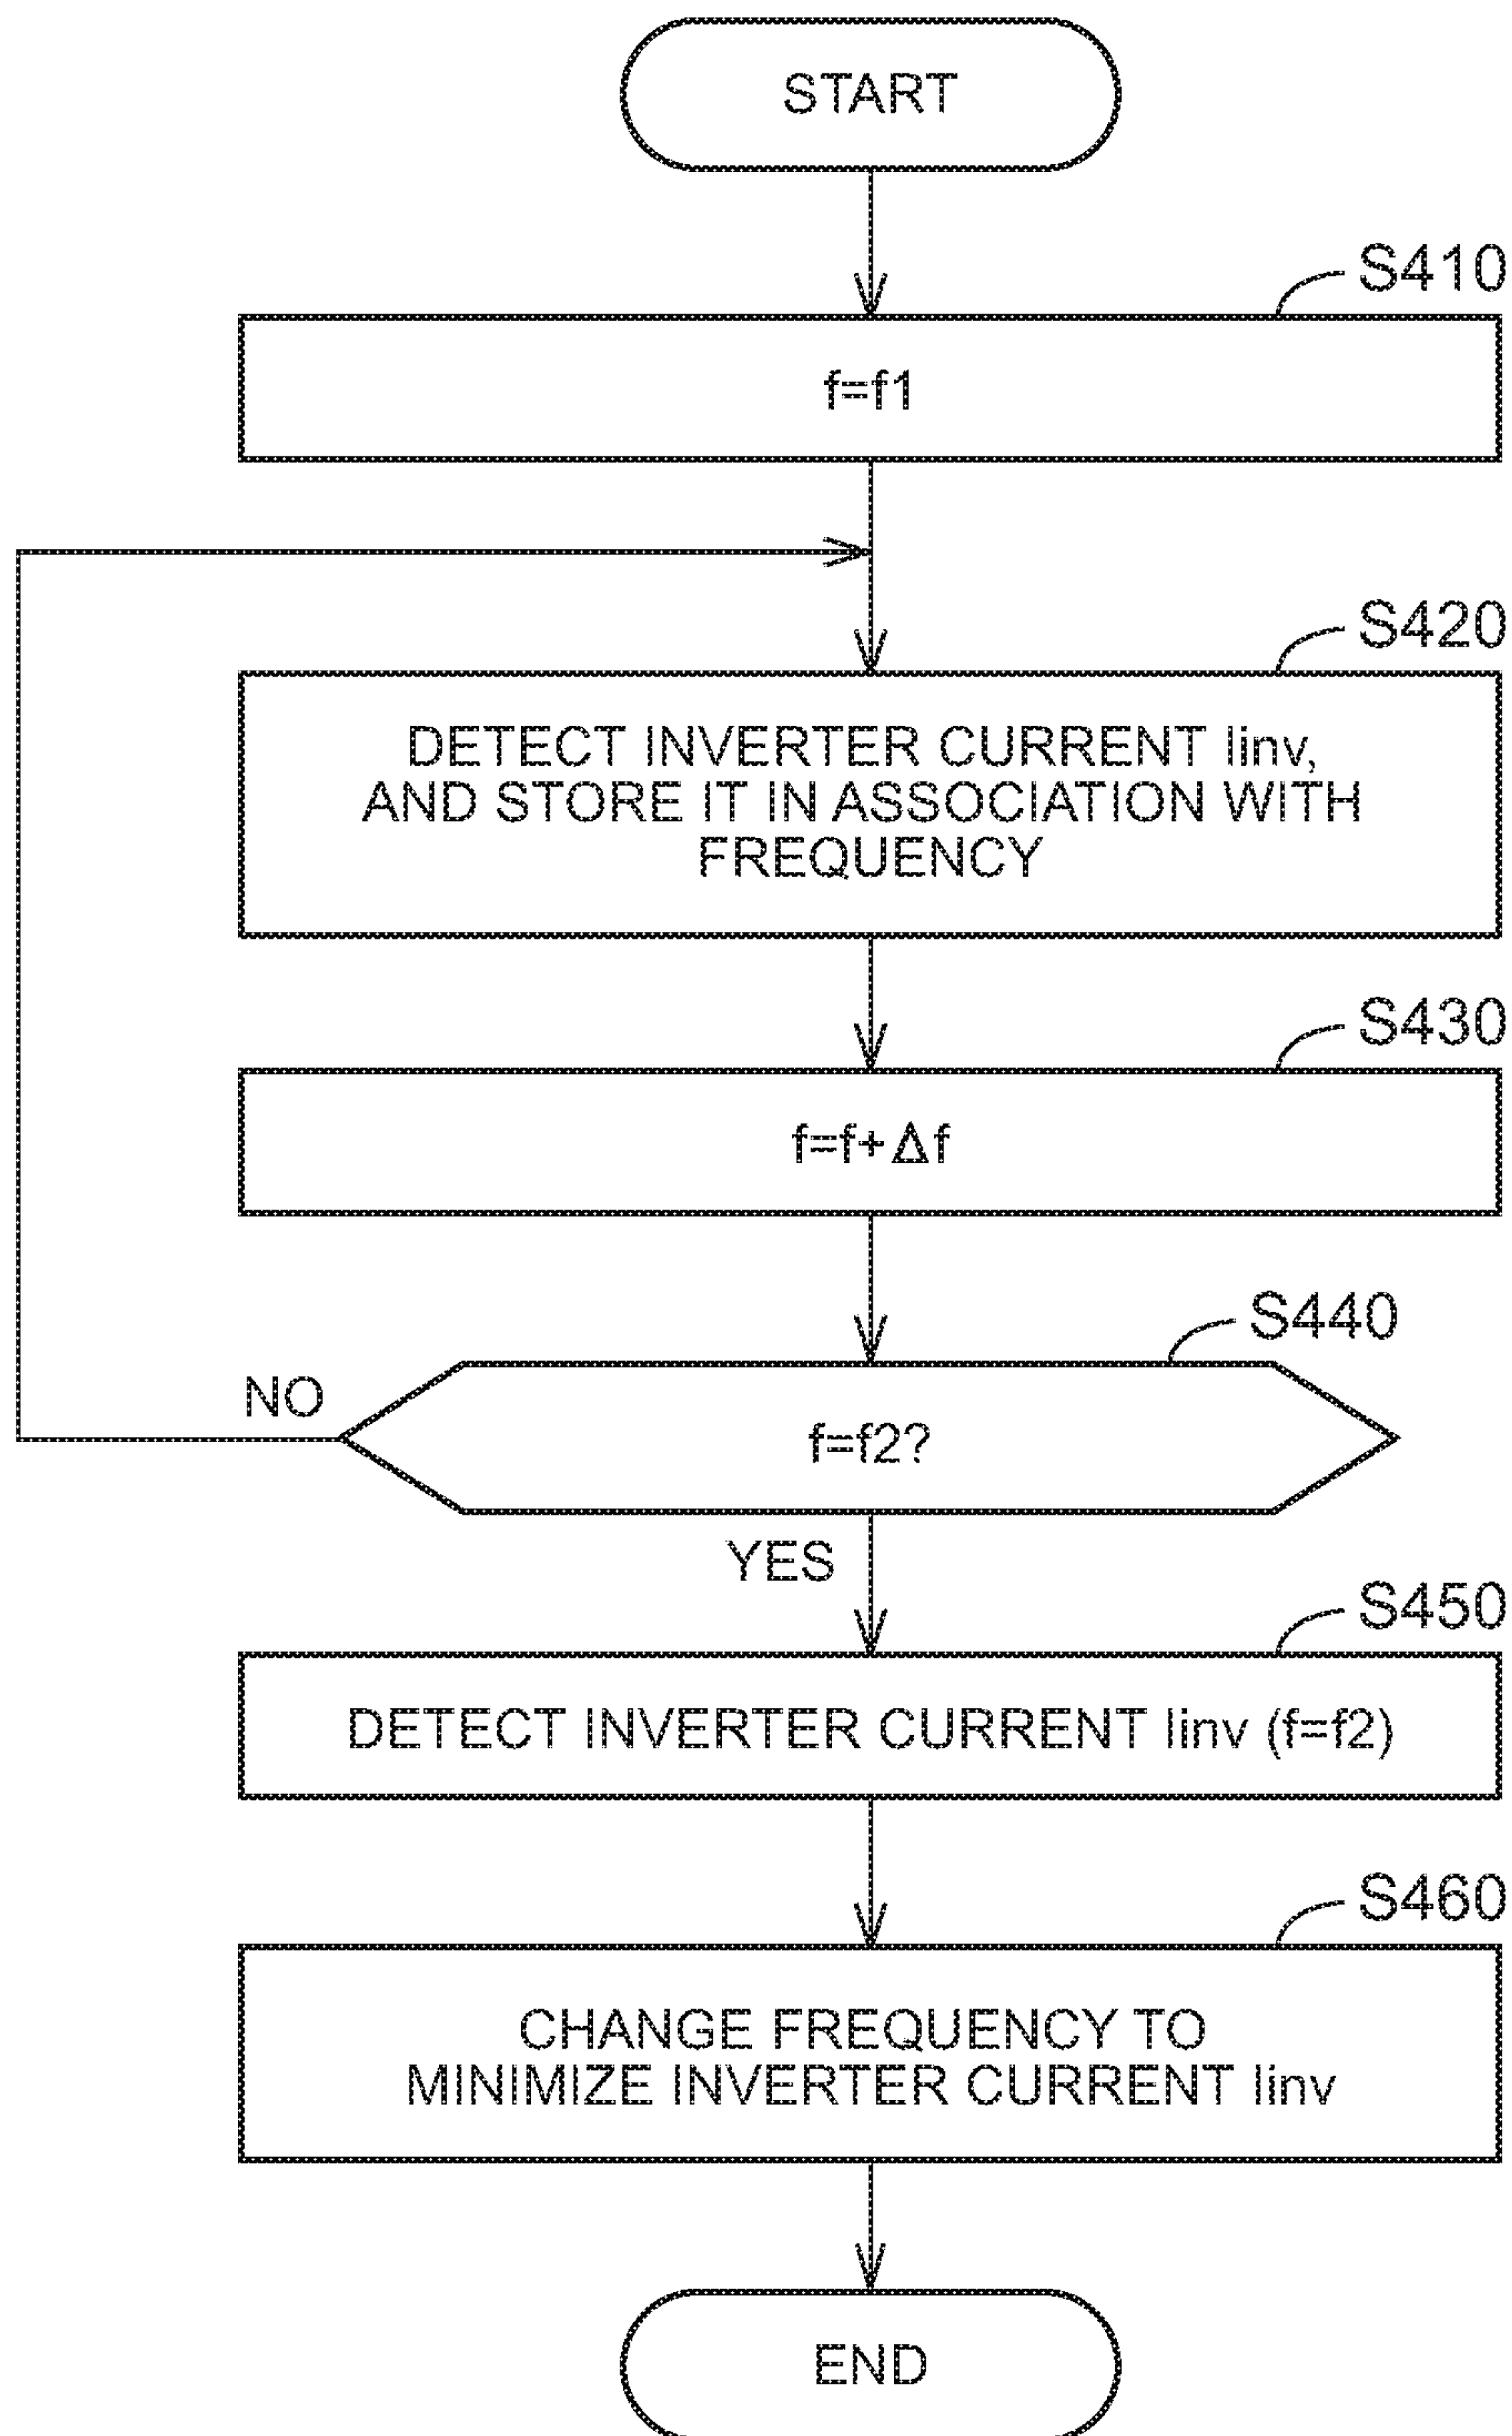 START
S410
f=f1
S420
DETECT INVERTER CURRENT Iinv,
AND STORE IT IN ASSOCIATION WITH
FREQUENCY
S430
f=f+Δf
S440
NO
f=f2?
YES
S450
DETECT INVERTER CURRENT Iinv (f=f2)
S460
CHANGE FREQUENCY TO
MINIMIZE INVERTER CURRENT Iinv
END